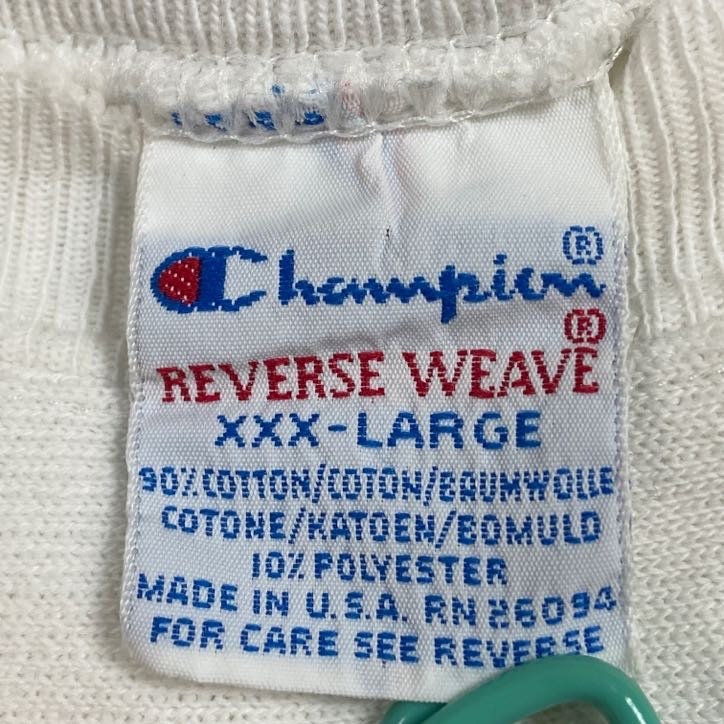 Champion®
REVERSE WEAVE®
XXX-LARGE
90% COTTON/COTON/BAUMWOLLE
COTONE/KATOEN/BOMULD
10% POLYESTER
MADE IN U.S.A. RN 26094
FOR CARE SEE REVERSE